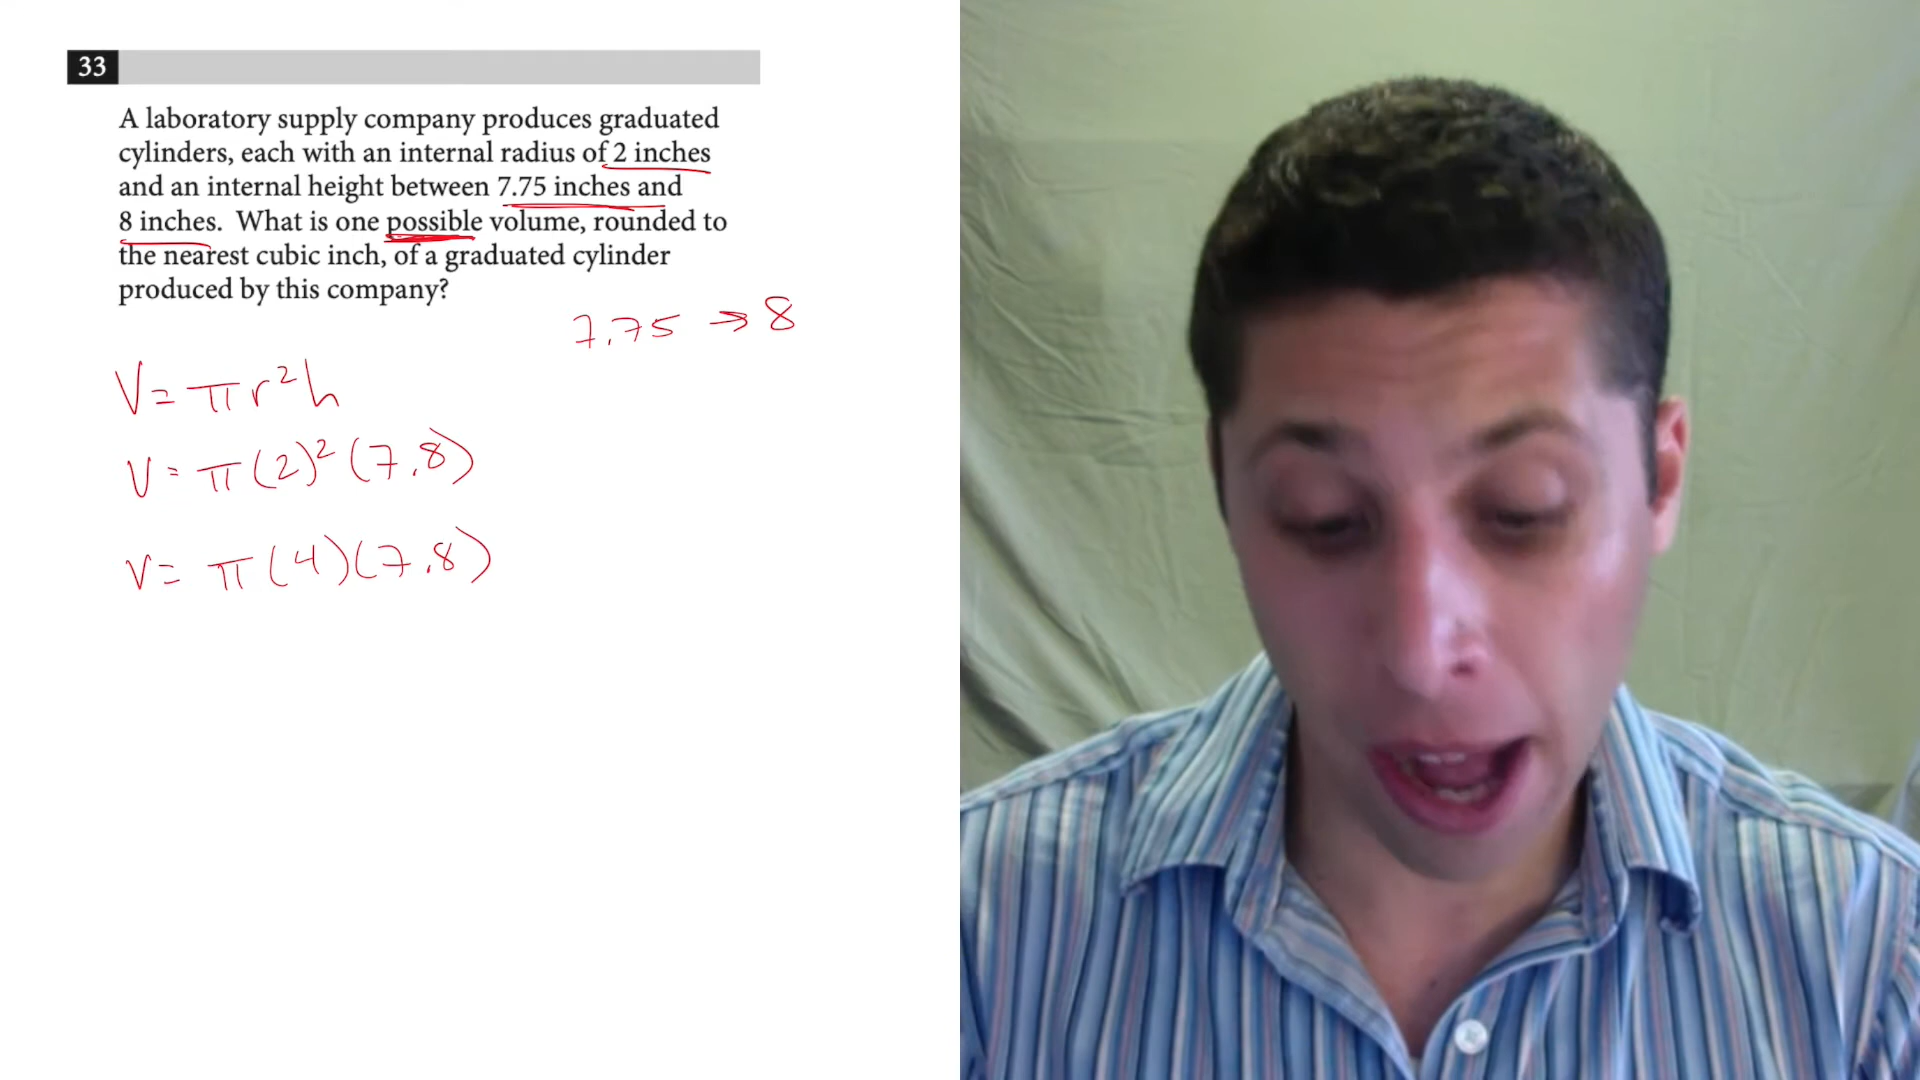 33
A laboratory supply company produces graduated
cylinders, each with an internal radius of 2 inches
and an internal height between 7.75 inches and
8 inches. What is one possible volume, rounded to
the nearest cubic inch, of a graduated cylinder
produced by this company?
7.75 → 8
V = πr²h
V = π(2)²(7.8)
V = π(4)(7.8)